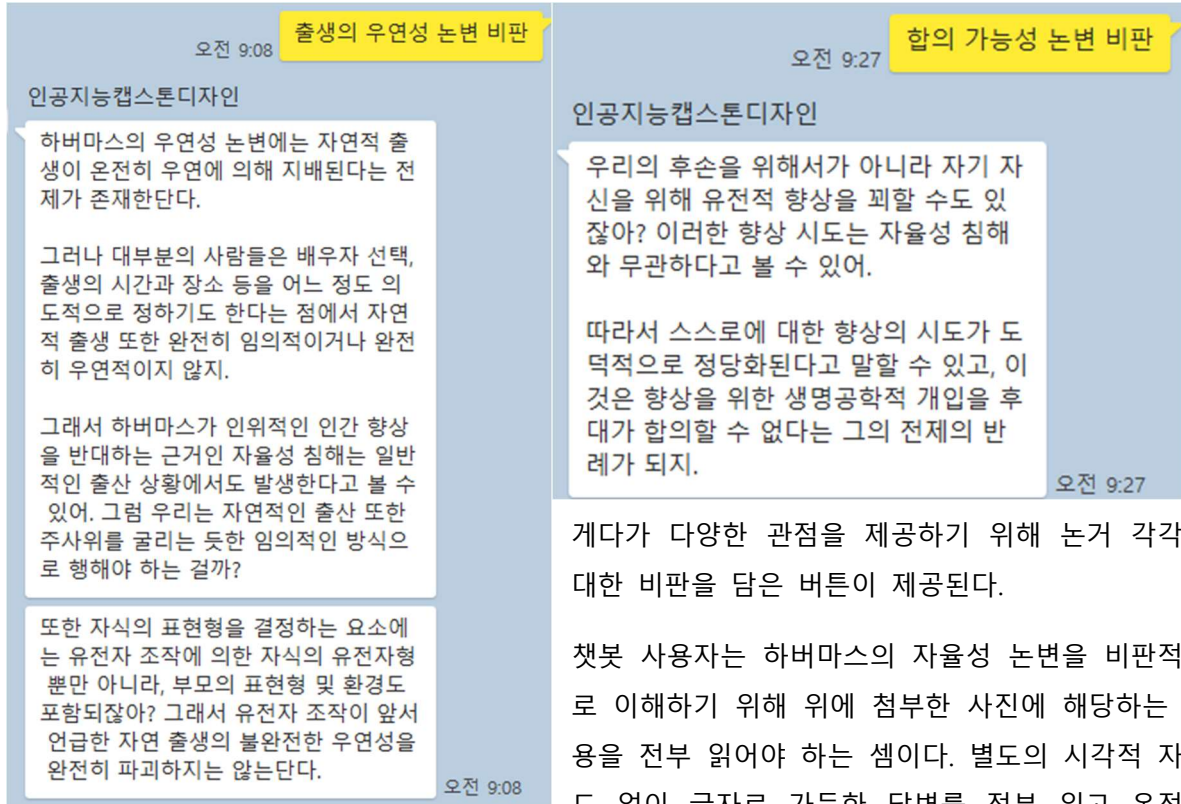 출생의 우연성 논변 비판
오전 9:08
인공지능캡스톤디자인
하버마스의 우연성 논변에는 자연적 출
생이 온전히 우연에 의해 지배된다는 전
제가 존재한단다.
그러나 대부분의 사람들은 배우자 선택,
출생의 시간과 장소 등을 어느 정도 의
도적으로 정하기도 한다는 점에서 자연
적 출생 또한 완전히 임의적이거나 완전
히 우연적이지 않지.
그래서 하버마스가 인위적인 인간 향상
을 반대하는 근거인 자율성 침해는 일반
적인 출산 상황에서도 발생한다고 볼 수
있어. 그럼 우리는 자연적인 출산 또한
주사위를 굴리는 듯한 임의적인 방식으
로 행해야 하는 걸까?
또한 자식의 표현형을 결정하는 요소에
는 유전자 조작에 의한 자식의 유전자형
뿐만 아니라, 부모의 표현형 및 환경도
포함되잖아? 그래서 유전자 조작이 앞서
언급한 자연 출생의 불완전한 우연성을
완전히 파괴하지는 않는단다.
오전 9:08
합의 가능성 논변 비판
오전 9:27
인공지능캡스톤디자인
우리의 후손을 위해서가 아니라 자기 자
신을 위해 유전적 향상을 꾀할 수도 있
잖아? 이러한 향상 시도는 자율성 침해
와 무관하다고 볼 수 있어.
따라서 스스로에 대한 향상의 시도가 도
덕적으로 정당화된다고 말할 수 있고, 이
것은 향상을 위한 생명공학적 개입을 후
대가 합의할 수 없다는 그의 전제의 반
례가 되지.
오전 9:27
게다가 다양한 관점을 제공하기 위해 논거 각각
대한 비판을 담은 버튼이 제공된다.
챗봇 사용자는 하버마스의 자율성 논변을 비판적
로 이해하기 위해 위에 첨부한 사진에 해당하는
용을 전부 읽어야 하는 셈이다. 별도의 시각적 자
도 없이 글자로 가득한 답변을 전부 읽고 온전